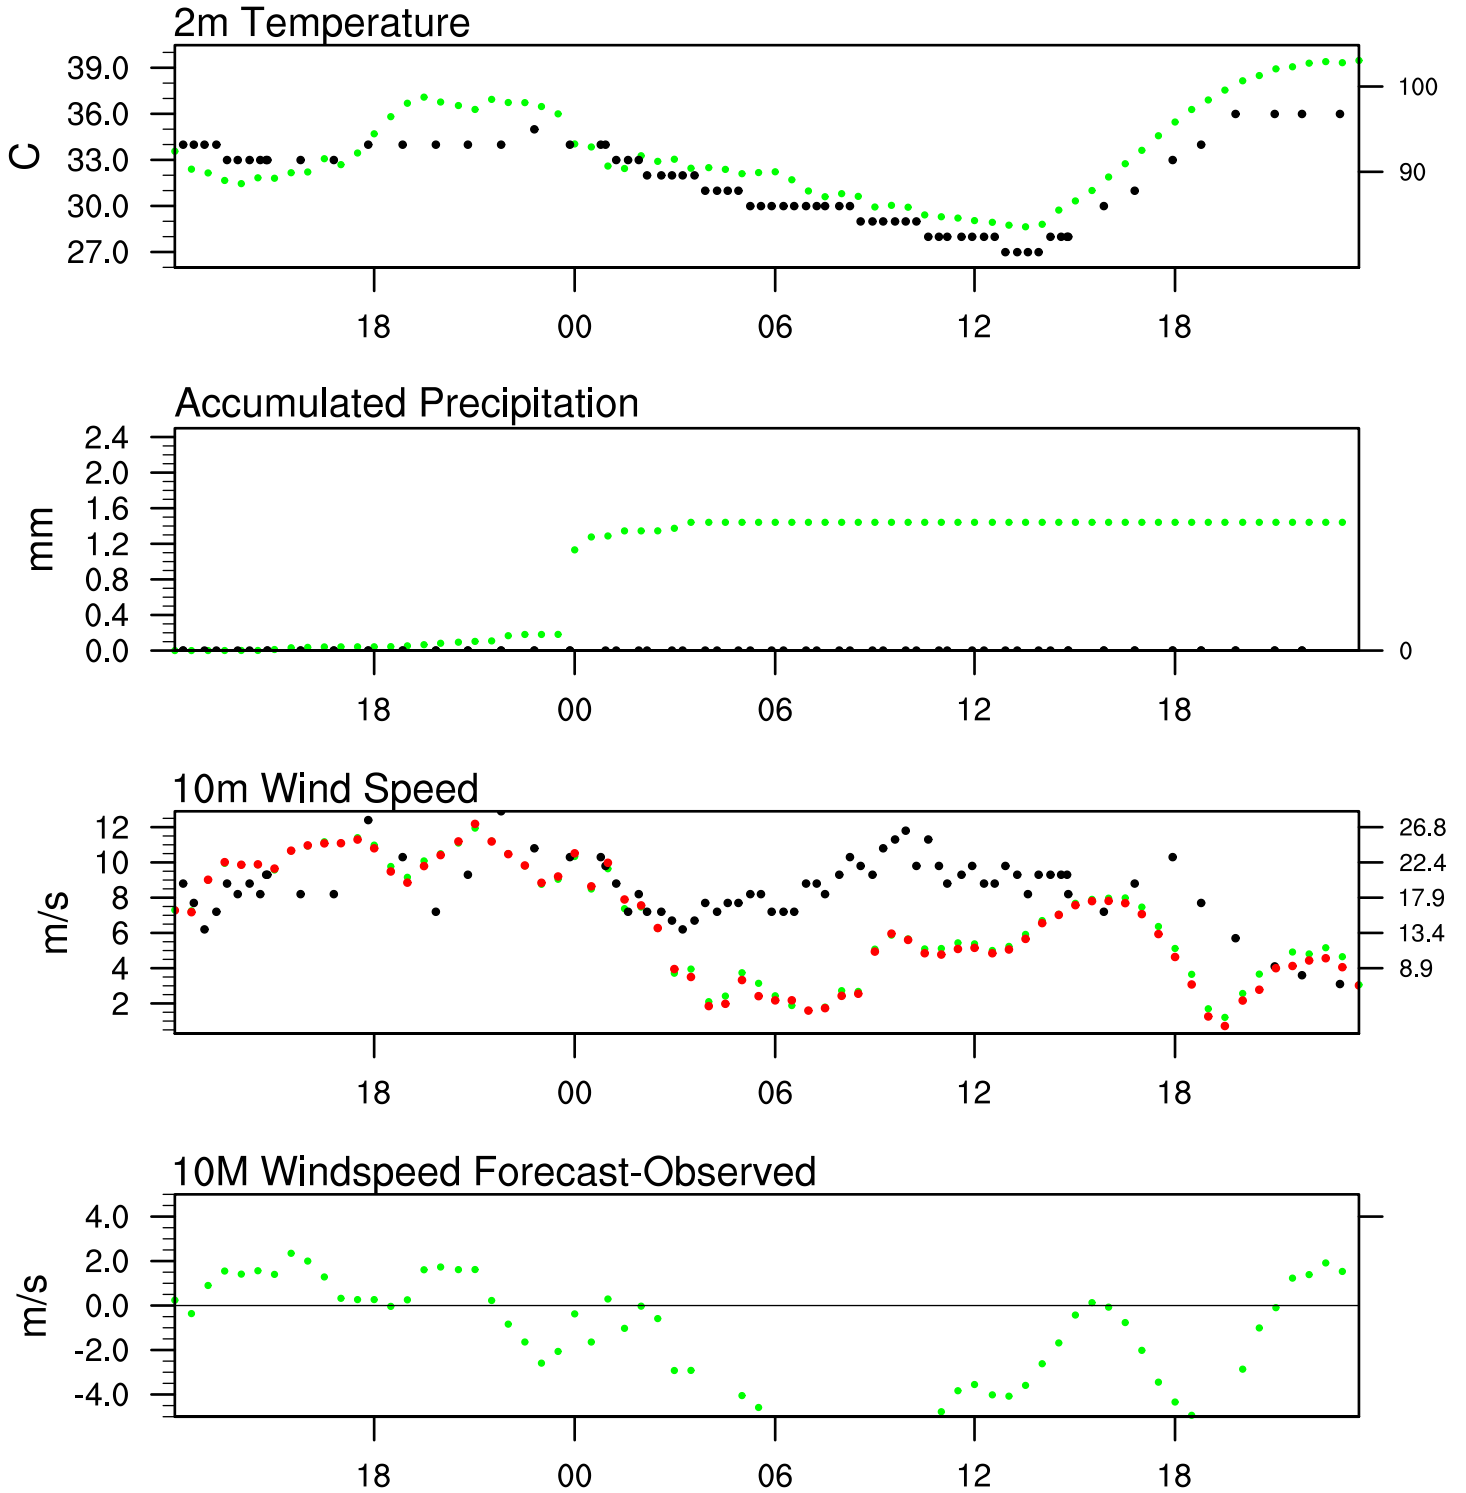 2m Temperature
39.0
36.0
33.0
30.0
27.0
C
100
90
18 00 06 12 18
Accumulated Precipitation
2.4
2.0
1.6
1.2
0.8
0.4
0.0
mm
0
18 00 06 12 18
10m Wind Speed
12
10
8
6
4
2
m/s
26.8
22.4
17.9
13.4
8.9
18 00 06 12 18
10M Windspeed Forecast-Observed
4.0
2.0
0.0
-2.0
-4.0
m/s
18 00 06 12 18